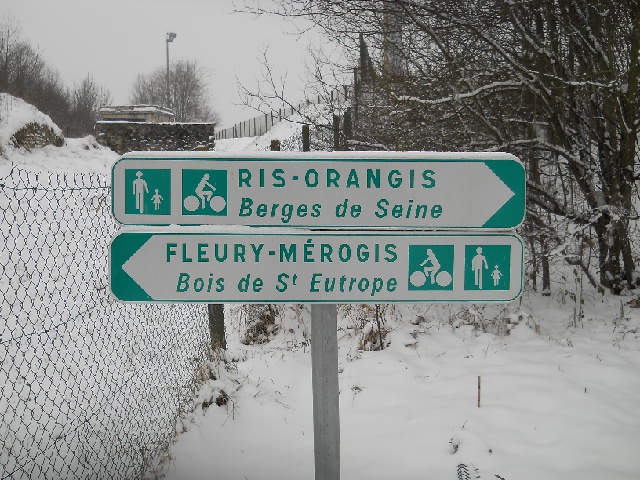 RIS-ORANGIS
Berges de Seine
FLEURY-MÉROGIS
Bois de St Eutrope